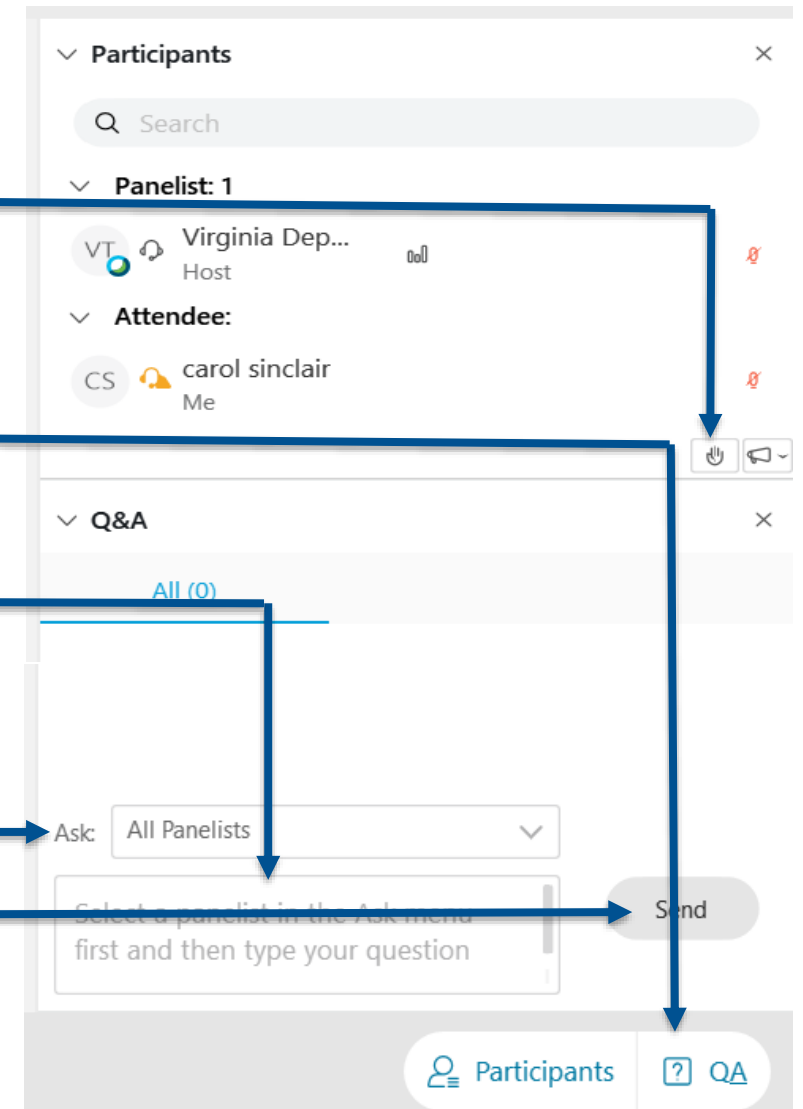 Participants
Search
Panelist: 1
VT
Virginia Dep...
Host
Attendee:
CS
carol sinclair
Me
Q&A
All (0)
Ask:
All Panelists
Select a panelist in the Ask menu
first and then type your question
Send
Participants
QA